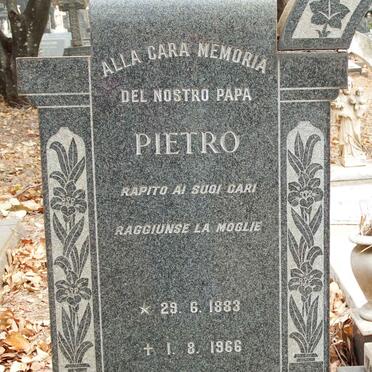 ALLA CARA MEMORIA
DEL NOSTRO PAPA
PIETRO
RAPITO AI SUOI CARI
RAGGIUNSE LA MOGLIE
* 29. 6. 1883
+ 1. 8. 1966